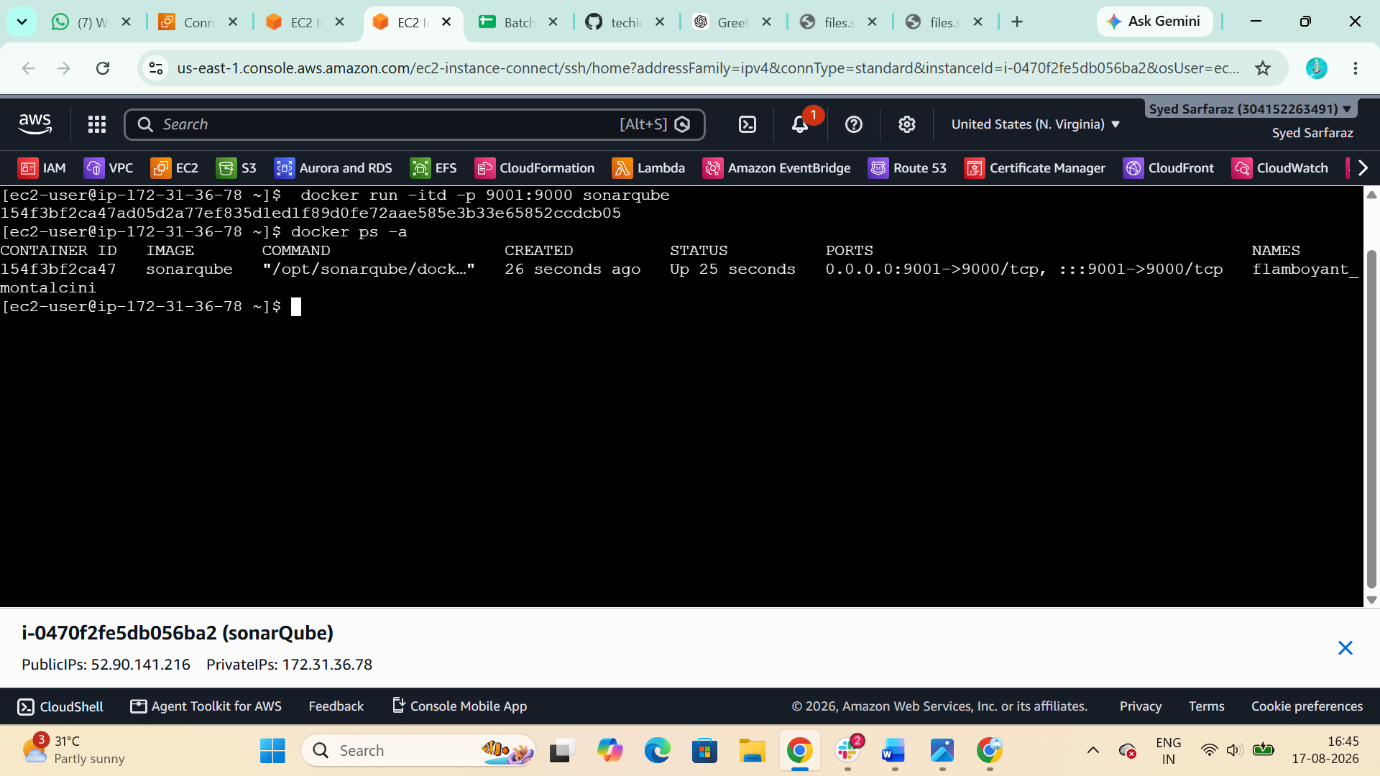 (7) W
Conn
EC2 I
EC2 I
Batch
techie
Greet
files.s
files.s
Ask Gemini
us-east-1.console.aws.amazon.com/ec2-instance-connect/ssh/home?addressFamily=ipv4&connType=standard&instanceId=i-0470f2fe5db056ba2&osUser=ec...
aws
Search
[Alt+S]
1
United States (N. Virginia)
Syed Sarfaraz (304152263491)
Syed Sarfaraz
IAM
VPC
EC2
S3
Aurora and RDS
EFS
CloudFormation
Lambda
Amazon EventBridge
Route 53
Certificate Manager
CloudFront
CloudWatch
[ec2-user@ip-172-31-36-78 ~]$  docker run -itd -p 9001:9000 sonarqube
154f3bf2ca47ad05d2a77ef835d1ed1f89d0fe72aae585e3b33e65852ccdcb05
[ec2-user@ip-172-31-36-78 ~]$ docker ps -a
CONTAINER ID   IMAGE       COMMAND                  CREATED          STATUS          PORTS                                       NAMES
154f3bf2ca47   sonarqube   "/opt/sonarqube/dock…"   26 seconds ago   Up 25 seconds   0.0.0.0:9001->9000/tcp, :::9001->9000/tcp   flamboyant_
montalcini
[ec2-user@ip-172-31-36-78 ~]$
i-0470f2fe5db056ba2 (sonarQube)
PublicIPs: 52.90.141.216 PrivateIPs: 172.31.36.78
CloudShell
Agent Toolkit for AWS
Feedback
Console Mobile App
© 2026, Amazon Web Services, Inc. or its affiliates.
Privacy
Terms
Cookie preferences
3
31°C
Partly sunny
Search
2
ENG
IN
16:45
17-08-2026